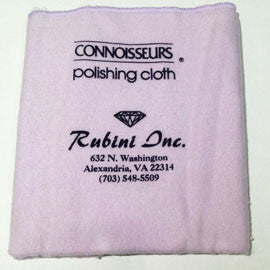 CONNOISSEURS ®
polishing cloth
Rubini Inc.
632 N. Washington
Alexandria, VA 22314
(703) 548-5509